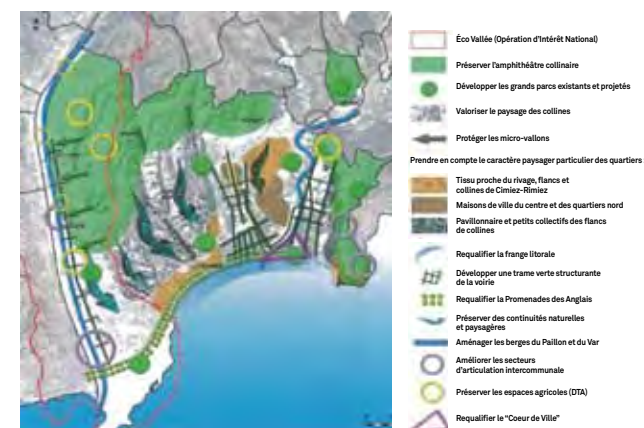 Éco Vallée (Opération d'Intérêt National)
Préserver l'amphithéâtre collinaire
Développer les grands parcs existants et projetés
Valoriser le paysage des collines
Protéger les micro-vallons
Prendre en compte le caractère paysager particulier des quartiers
Tissu proche du rivage, flancs et
collines de Cimiez-Rimiez
Maisons de ville du centre et des quartiers nord
Pavillonnaire et petits collectifs des flancs
de collines
Requalifier la frange litorale
Développer une trame verte structurante
de la voirie
Requalifier la Promenades des Anglais
Préserver des continuités naturelles
et paysagères
Aménager les berges du Paillon et du Var
Améliorer les secteurs
d'articulation intercommunale
Préserver les espaces agricoles (DTA)
Requalifier le "Coeur de Ville"